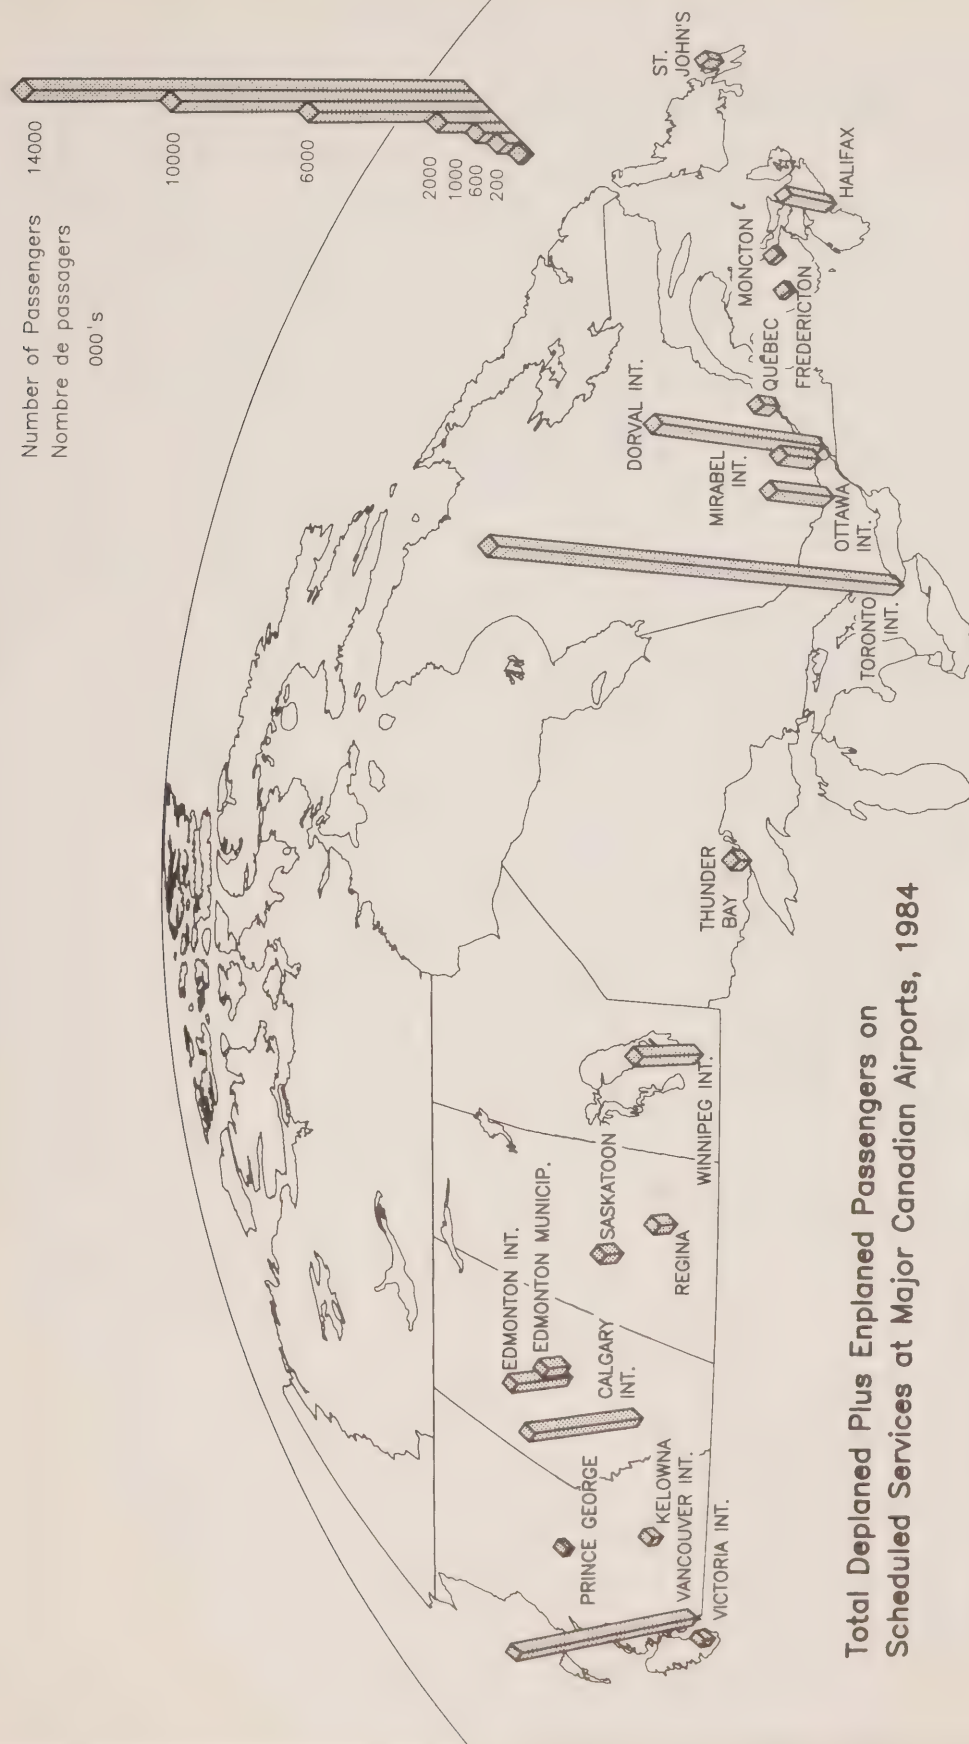 Number of Passengers
Nombre de passagers
000's
14000
10000
6000
2000
1000
600
200
ST.
JOHN'S
HALIFAX
MONCTON
FREDERICTON
QUÉBEC
DORVAL INT.
MIRABEL
INT.
OTTAWA
INT.
TORONTO
INT.
THUNDER
BAY
WINNIPEG INT.
SASKATOON
REGINA
EDMONTON INT.
EDMONTON MUNICIP.
CALGARY
INT.
PRINCE GEORGE
KELOWNA
VANCOUVER INT.
VICTORIA INT.
Total Deplaned Plus Enplaned Passengers on
Scheduled Services at Major Canadian Airports, 1984